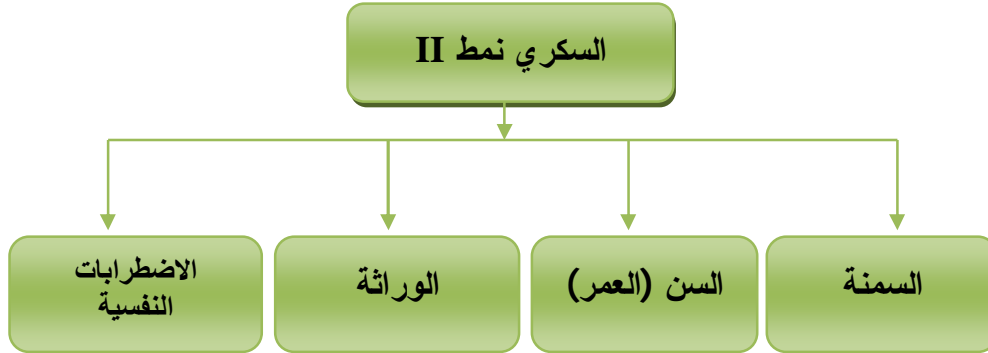 السكري نمط II
السمنة
السن (العمر)
الوراثة
الاضطرابات
النفسية